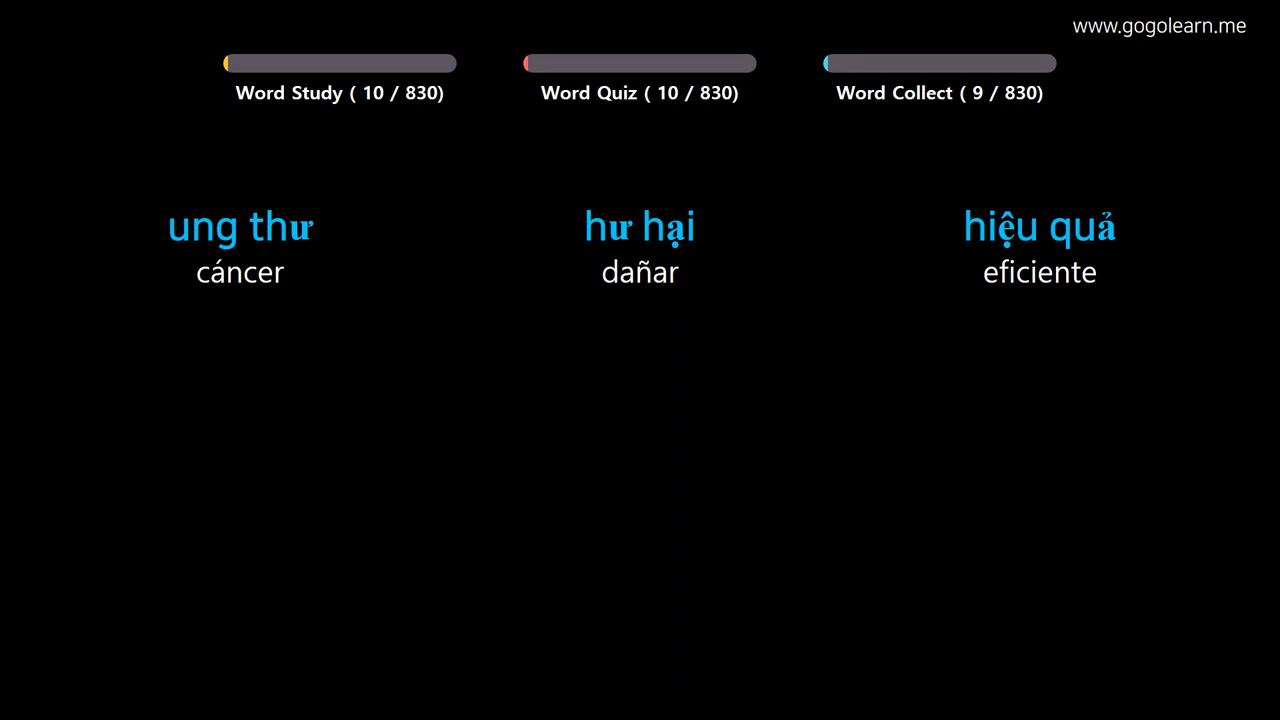 www.gogolearn.me
Word Study ( 10 / 830)
Word Quiz ( 10 / 830)
Word Collect ( 9 / 830)
ung thư
cáncer
hư hại
dañar
hiệu quả
eficiente